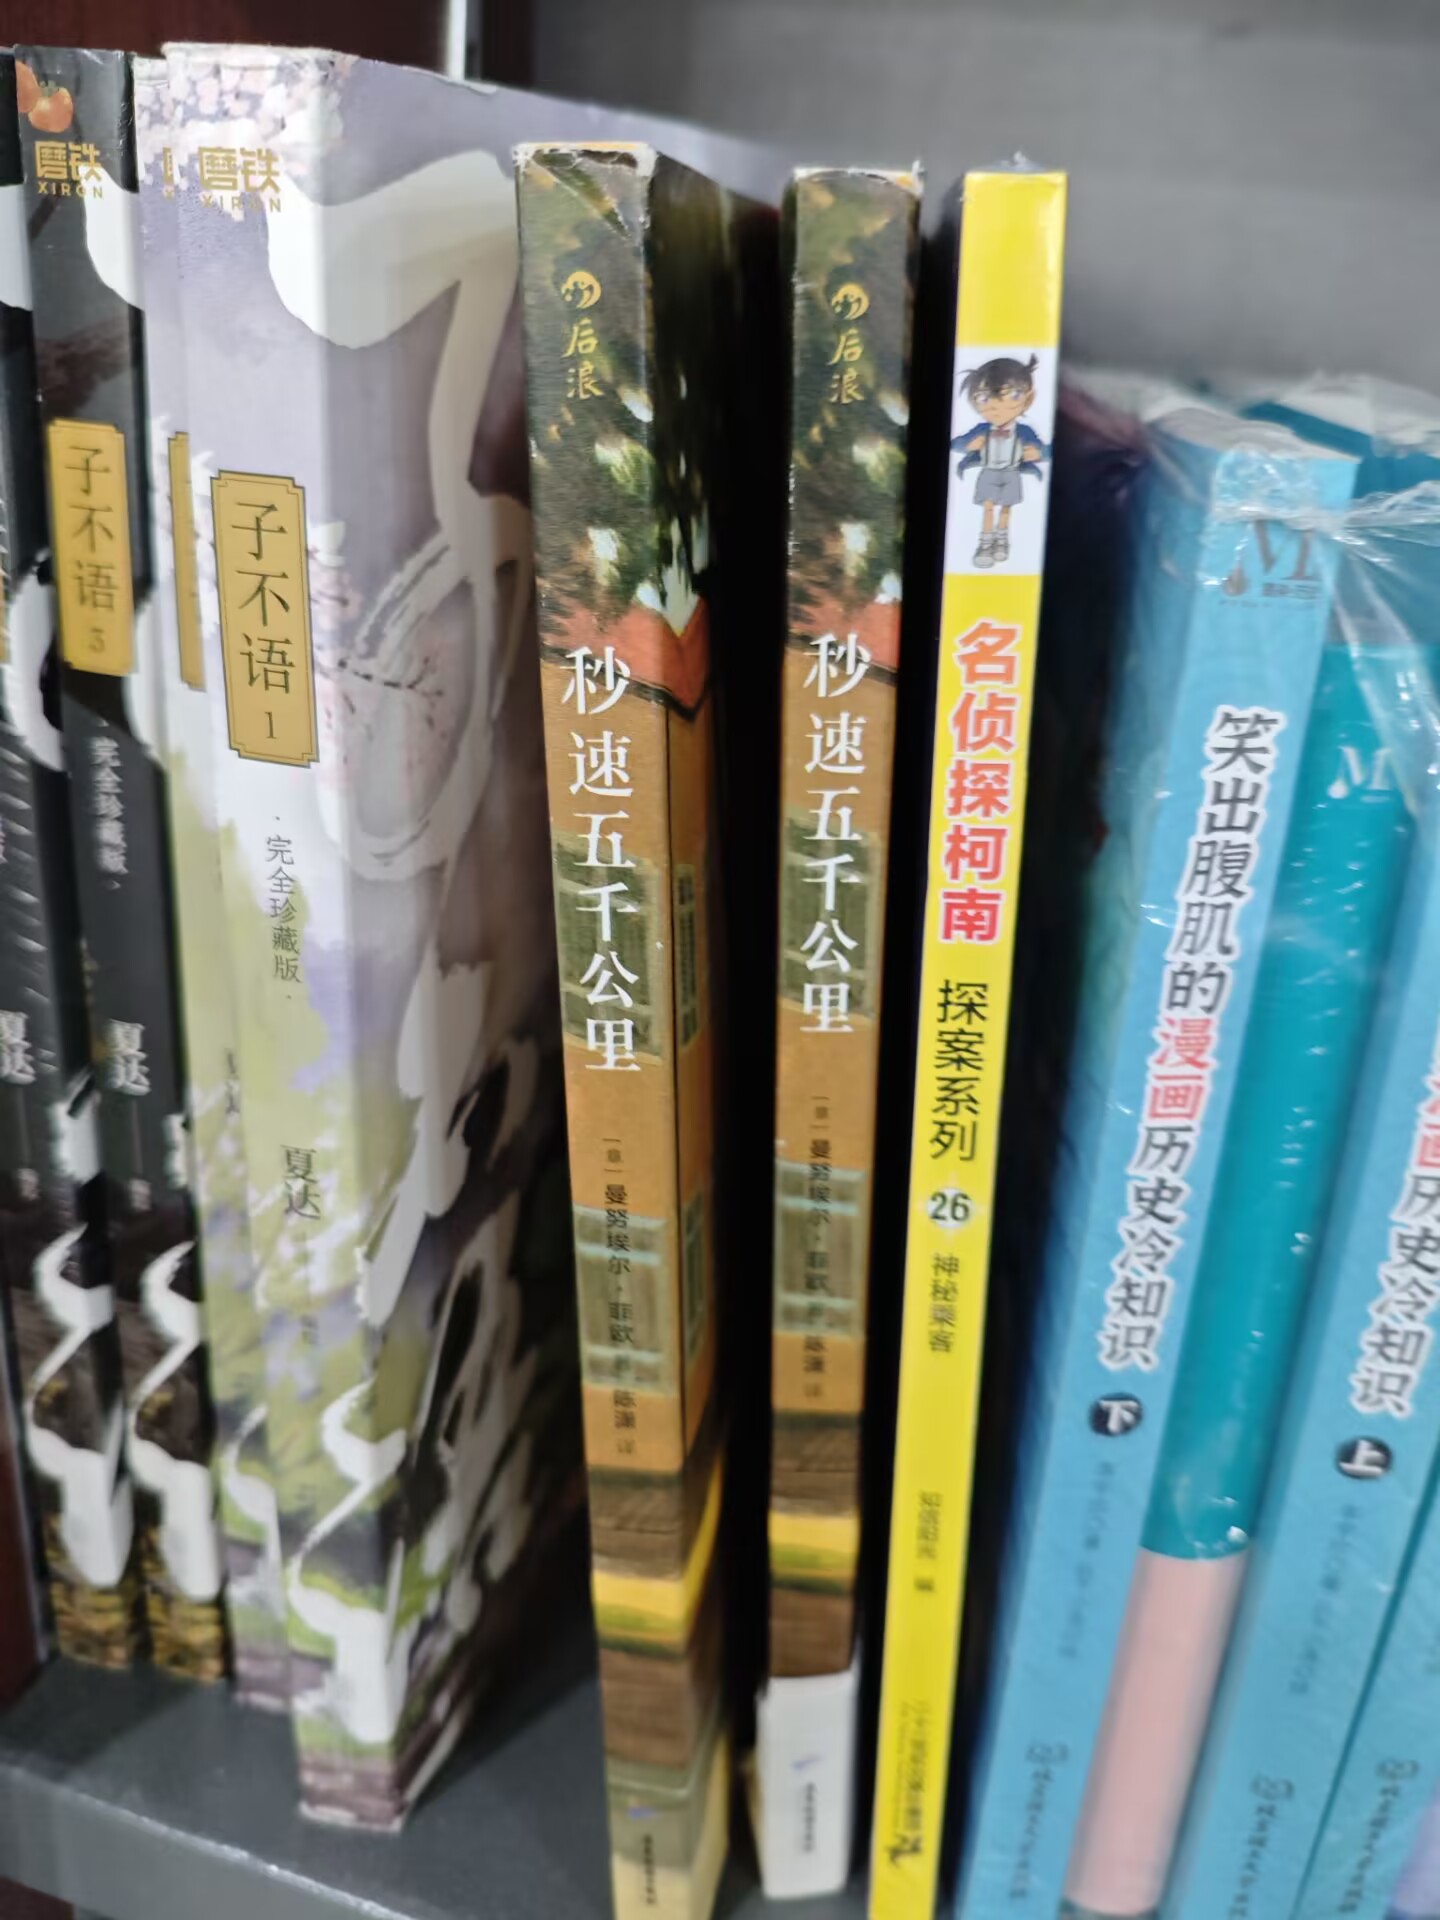 磨铁
XIRON
子不语
3
完全珍藏版
夏达
夏达
磨铁
XIRON
子不语
1
·完全珍藏版·
夏达
后浪
秒速五千公里
曼努埃尔·菲欧
陈潇 译
后浪
秒速五千公里
曼努埃尔·菲欧
陈潇 译
名侦探柯南
探案系列
26
神秘乘客
笑出腹肌的漫画历史冷知识
下
M
历史冷知识
上